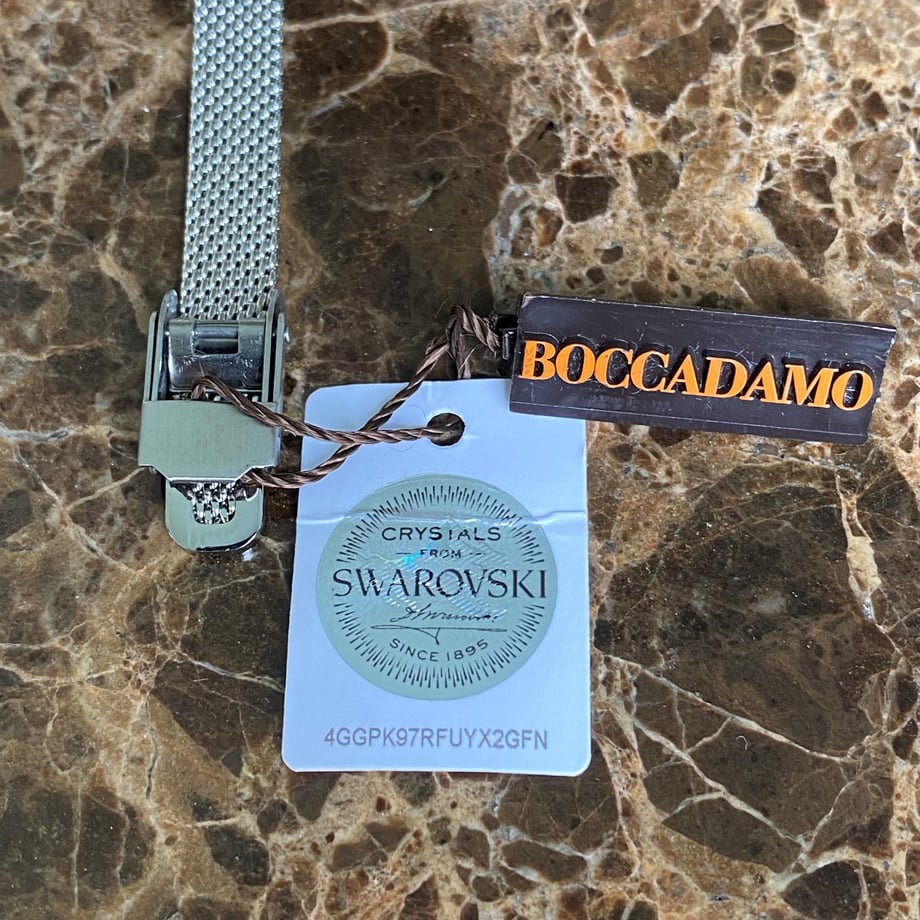 BOCCADAMO
CRYSTALS
FROM
SWAROVSKI
SINCE 1895
4GGPK97RFUYX2GFN